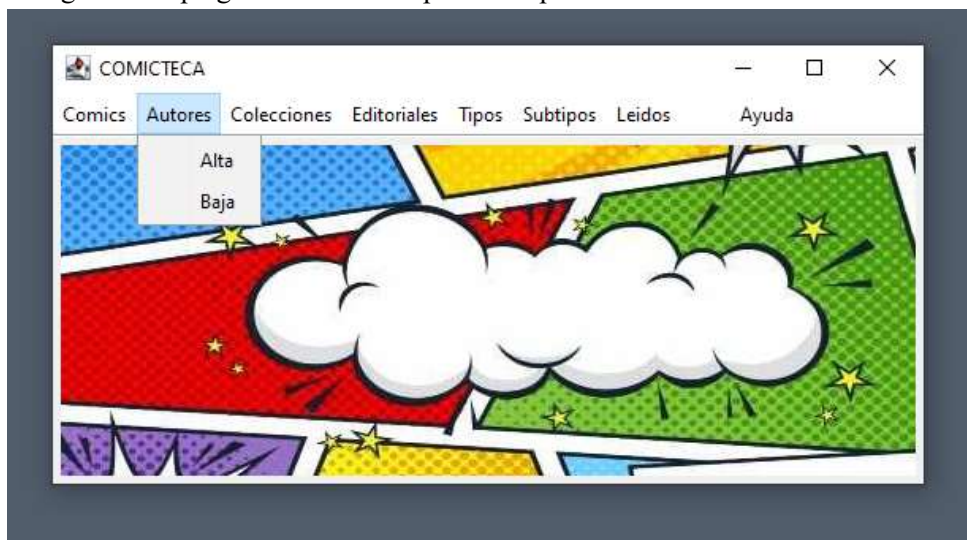 COMICTECA
Comics Autores Colecciones Editoriales Tipos Subtipos Leidos Ayuda
Alta
Baja